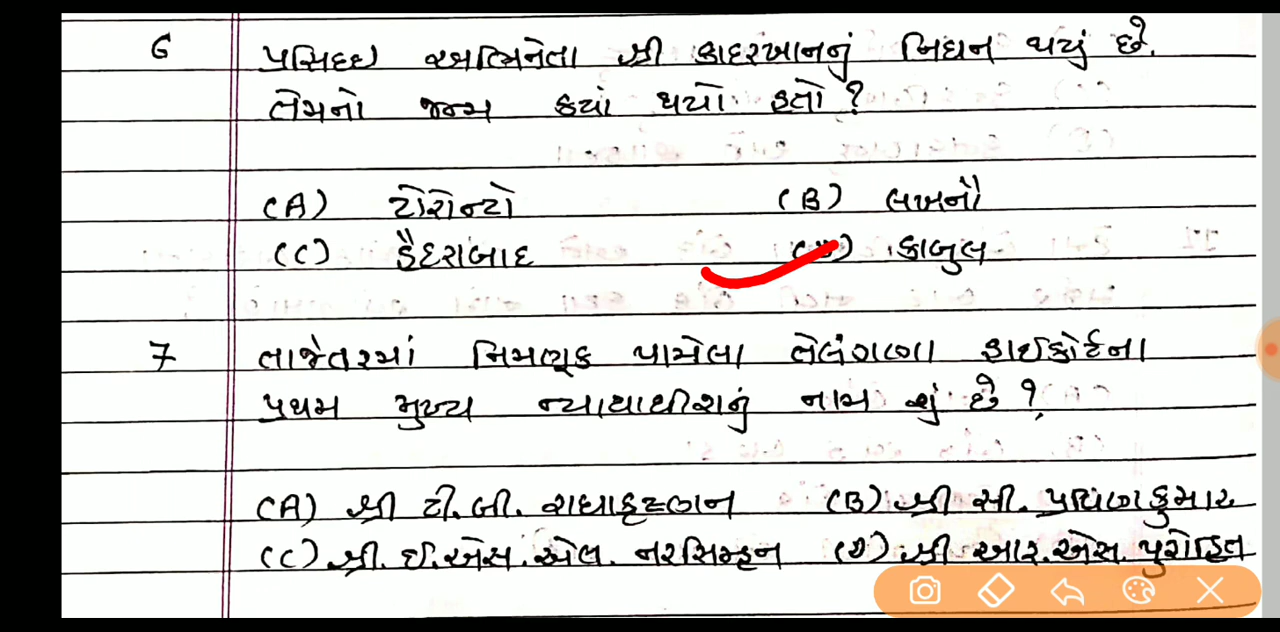 6 પ્રસિદ્ધ અભિનેતા શ્રી કાદરખાનનું નિધન થયું છે.
તેમનો જન્મ કયાં થયો હતો ?
(A) ટોરોન્ટો (B) લખનૌ
(C) હૈદરાબાદ (D) કાબુલ
7 તાજેતરમાં નિમણૂક પામેલા તેલંગાણા હાઈકોર્ટના
પ્રથમ મુખ્ય ન્યાયાધીશનું નામ શું છે ?
(A) શ્રી ટી.બી. રાધાકૃષ્ણન (B) શ્રી સી. પ્રવિણકુમાર
(C) શ્રી. ઈ.એસ.એલ. નરસિમ્હન (D) શ્રી આર.એસ. પુરોહિત